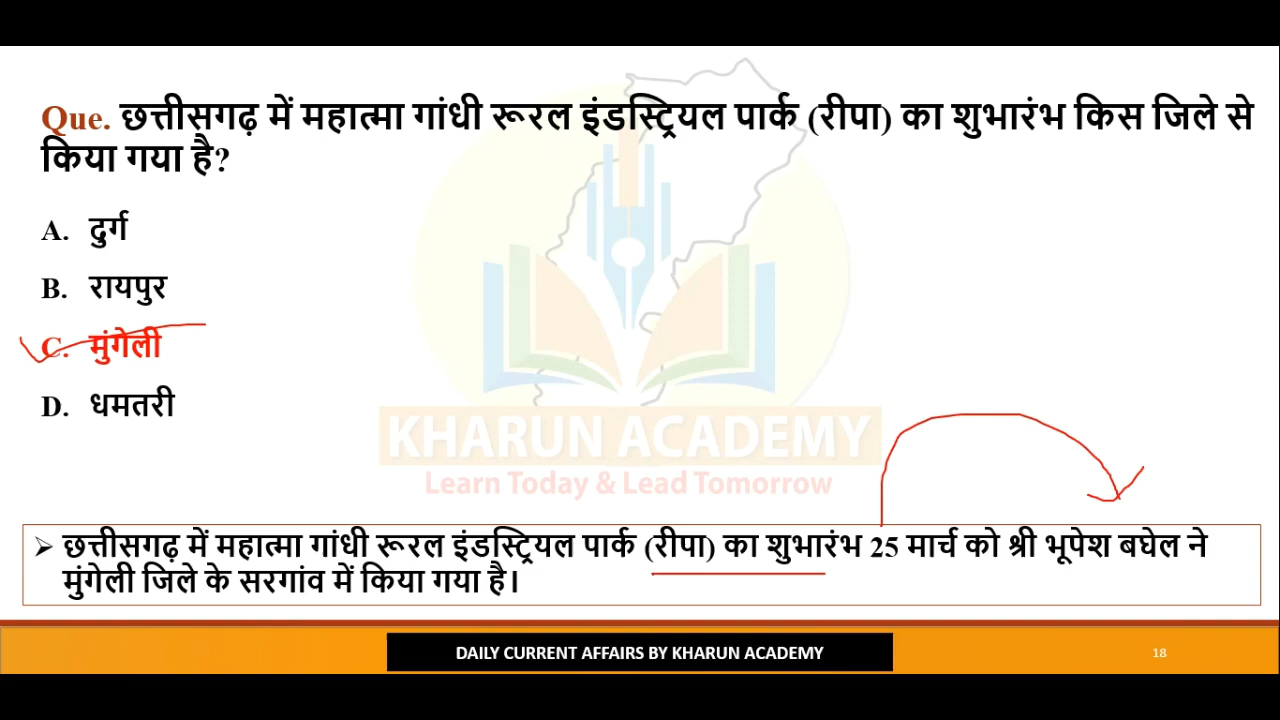 Que. छत्तीसगढ़ में महात्मा गांधी रूरल इंडस्ट्रियल पार्क (रीपा) का शुभारंभ किस जिले से
किया गया है?
A. दुर्ग
B. रायपुर
C. मुंगेली
D. धमतरी
KHARUN ACADEMY
Learn Today & Lead Tomorrow
➢ छत्तीसगढ़ में महात्मा गांधी रूरल इंडस्ट्रियल पार्क (रीपा) का शुभारंभ 25 मार्च को श्री भूपेश बघेल ने
मुंगेली जिले के सरगांव में किया गया है।
DAILY CURRENT AFFAIRS BY KHARUN ACADEMY
18